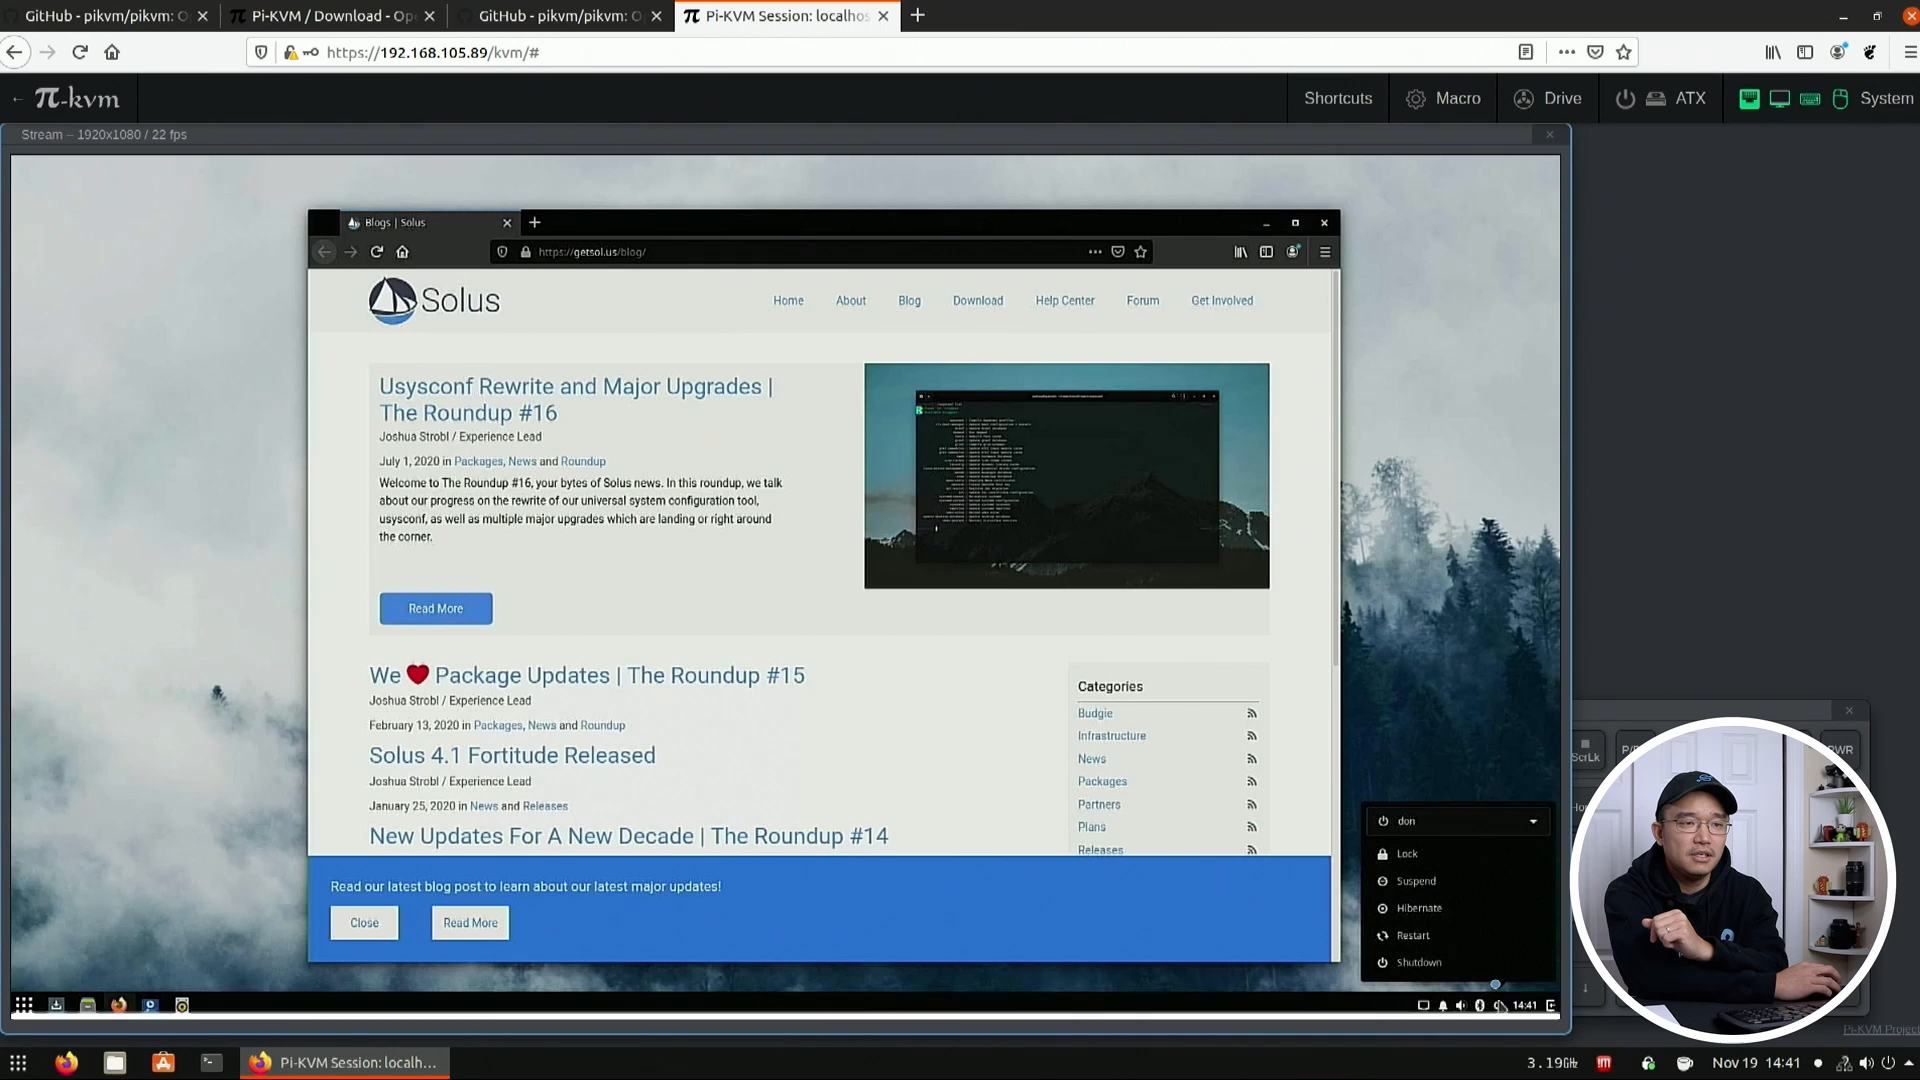 GitHub - pikvm/pikvm: O
Pi-KVM / Download - Ope
GitHub - pikvm/pikvm: O
Pi-KVM Session: localhos
https://192.168.105.89/kvm/#
← π-kvm
Shortcuts
Macro
Drive
ATX
System
Stream – 1920x1080 / 22 fps
Blogs | Solus
https://getsol.us/blog/
Solus
Home
About
Blog
Download
Help Center
Forum
Get Involved
Usysconf Rewrite and Major Upgrades |
The Roundup #16
Joshua Strobl / Experience Lead
July 1, 2020 in Packages, News and Roundup
Welcome to The Roundup #16, your bytes of Solus news. In this roundup, we talk
about our progress on the rewrite of our universal system configuration tool,
usysconf, as well as multiple major upgrades which are landing or right around
the corner.
Read More
We ❤ Package Updates | The Roundup #15
Joshua Strobl / Experience Lead
February 13, 2020 in Packages, News and Roundup
Solus 4.1 Fortitude Released
Joshua Strobl / Experience Lead
January 25, 2020 in News and Releases
New Updates For A New Decade | The Roundup #14
Categories
Budgie
Infrastructure
News
Packages
Partners
Plans
Releases
Read our latest blog post to learn about our latest major updates!
Close
Read More
don
Lock
Suspend
Hibernate
Restart
Shutdown
14:41
ScrLk
P/B
PWR
Pi-KVM Project
Pi-KVM Session: localh...
3.19GHz
Nov 19 14:41